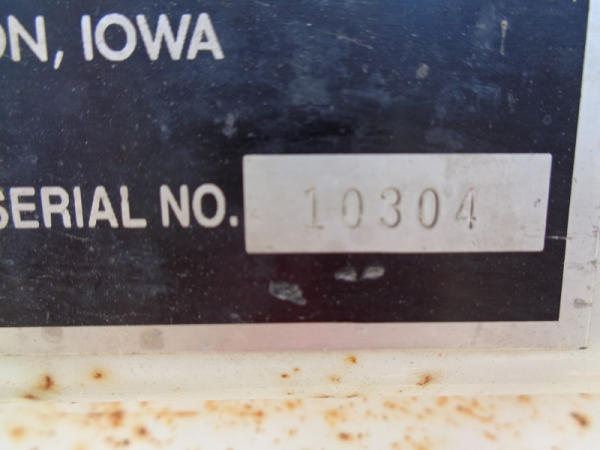 ON, IOWA
SERIAL NO. 10304